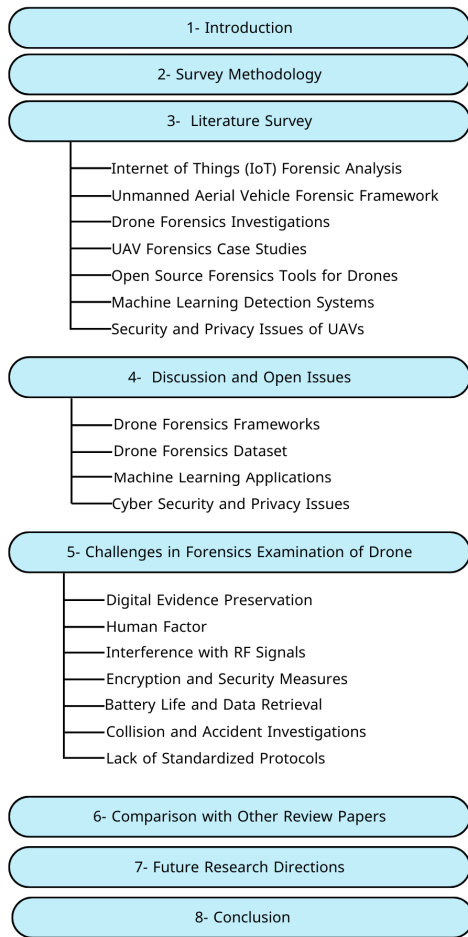 1- Introduction
2- Survey Methodology
3- Literature Survey
Internet of Things (IoT) Forensic Analysis
Unmanned Aerial Vehicle Forensic Framework
Drone Forensics Investigations
UAV Forensics Case Studies
Open Source Forensics Tools for Drones
Machine Learning Detection Systems
Security and Privacy Issues of UAVs
4- Discussion and Open Issues
Drone Forensics Frameworks
Drone Forensics Dataset
Machine Learning Applications
Cyber Security and Privacy Issues
5- Challenges in Forensics Examination of Drone
Digital Evidence Preservation
Human Factor
Interference with RF Signals
Encryption and Security Measures
Battery Life and Data Retrieval
Collision and Accident Investigations
Lack of Standardized Protocols
6- Comparison with Other Review Papers
7- Future Research Directions
8- Conclusion